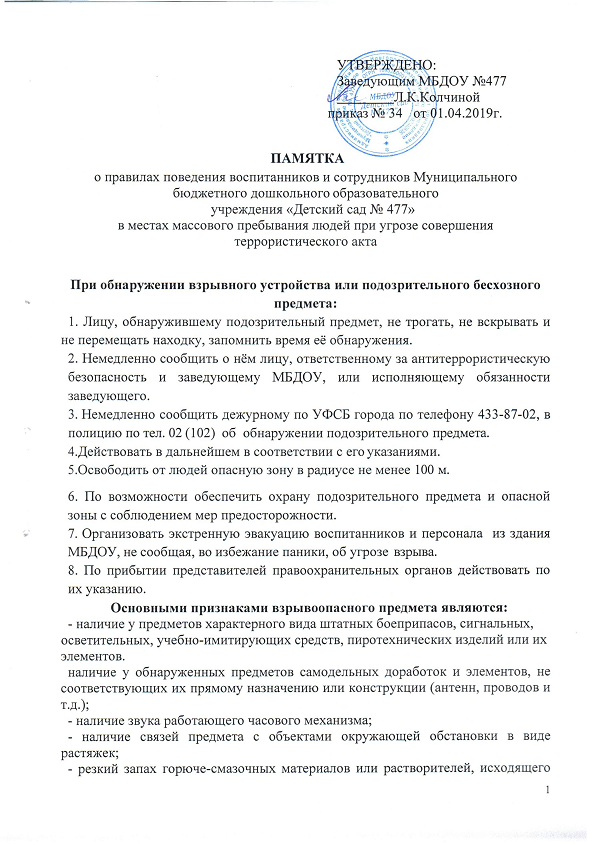 УТВЕРЖДЕНО:
Заведующим МБДОУ №477
Л.К.Колчиной
приказ № 34 от 01.04.2019г.
МБДОУ
Детский сад
ПАМЯТКА
о правилах поведения воспитанников и сотрудников Муниципального
бюджетного дошкольного образовательного
учреждения «Детский сад № 477»
в местах массового пребывания людей при угрозе совершения
террористического акта
При обнаружении взрывного устройства или подозрительного бесхозного
предмета:
1. Лицу, обнаружившему подозрительный предмет, не трогать, не вскрывать и
не перемещать находку, запомнить время её обнаружения.
2. Немедленно сообщить о нём лицу, ответственному за антитеррористическую
безопасность и заведующему МБДОУ, или исполняющему обязанности
заведующего.
3. Немедленно сообщить дежурному по УФСБ города по телефону 433-87-02, в
полицию по тел. 02 (102) об обнаружении подозрительного предмета.
4.Действовать в дальнейшем в соответствии с его указаниями.
5.Освободить от людей опасную зону в радиусе не менее 100 м.
6. По возможности обеспечить охрану подозрительного предмета и опасной
зоны с соблюдением мер предосторожности.
7. Организовать экстренную эвакуацию воспитанников и персонала из здания
МБДОУ, не сообщая, во избежание паники, об угрозе взрыва.
8. По прибытии представителей правоохранительных органов действовать по
их указанию.
Основными признаками взрывоопасного предмета являются:
- наличие у предметов характерного вида штатных боеприпасов, сигнальных,
осветительных, учебно-имитирующих средств, пиротехнических изделий или их
элементов.
наличие у обнаруженных предметов самодельных доработок и элементов, не
соответствующих их прямому назначению или конструкции (антенн, проводов и
т.д.);
- наличие звука работающего часового механизма;
- наличие связей предмета с объектами окружающей обстановки в виде
растяжек;
- резкий запах горюче-смазочных материалов или растворителей, исходящего
1